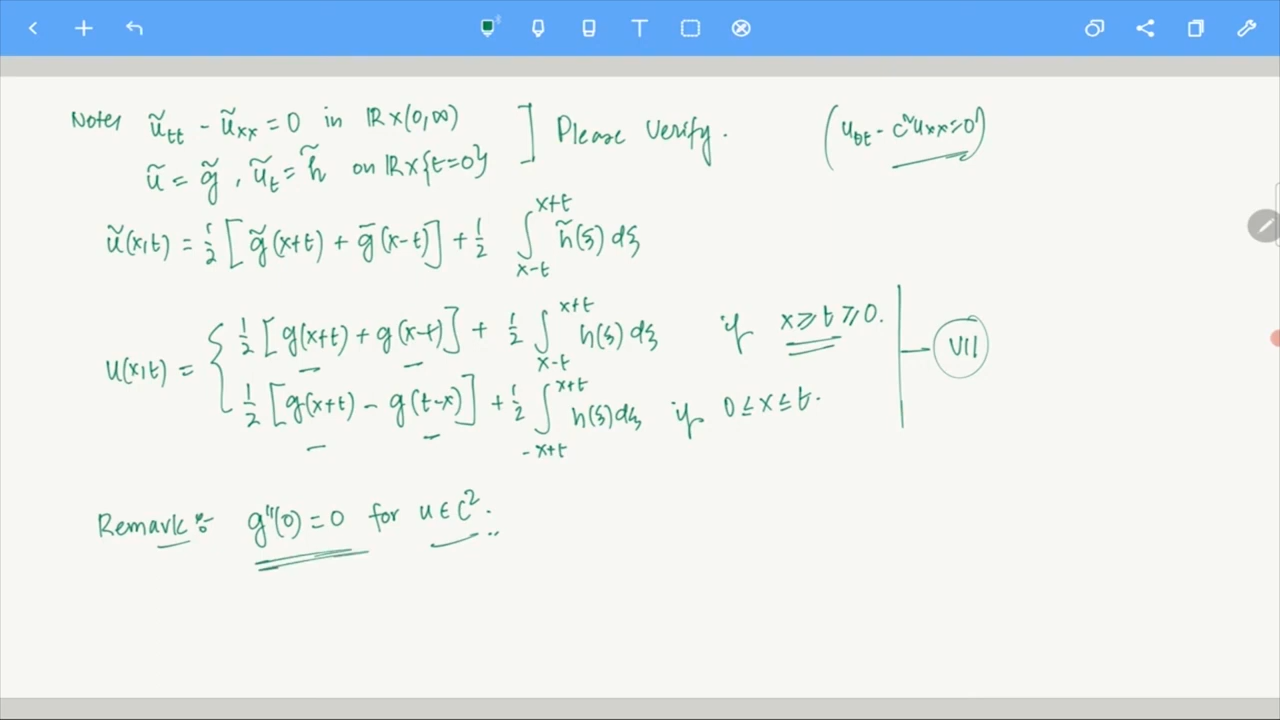 Note: ũ_tt - ũ_xx = 0 in ℝ×(0,∞) ] Please Verify. (u_tt - c²u_xx=0)
ũ = g̃, ũ_t = h̃ on ℝ×{t=0}
ũ(x,t) = 1/2 [g̃(x+t) + g̃(x-t)] + 1/2 ∫_{x-t}^{x+t} h̃(ξ) dξ
u(x,t) = { 1/2 [g(x+t) + g(x-t)] + 1/2 ∫_{x-t}^{x+t} h(ξ) dξ if x ≥ t ≥ 0. — VII
1/2 [g(x+t) - g(t-x)] + 1/2 ∫_{-x+t}^{x+t} h(ξ) dξ if 0 ≤ x ≤ t.
Remark :- g''(0) = 0 for u ∈ C².
T